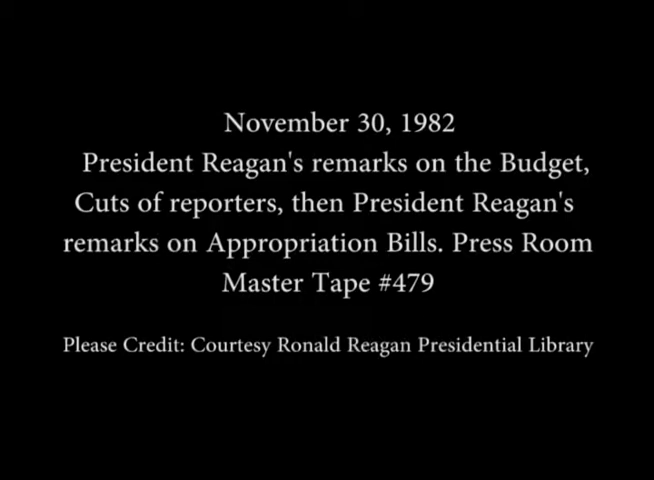 November 30, 1982
President Reagan's remarks on the Budget,
Cuts of reporters, then President Reagan's
remarks on Appropriation Bills. Press Room
Master Tape #479
Please Credit: Courtesy Ronald Reagan Presidential Library